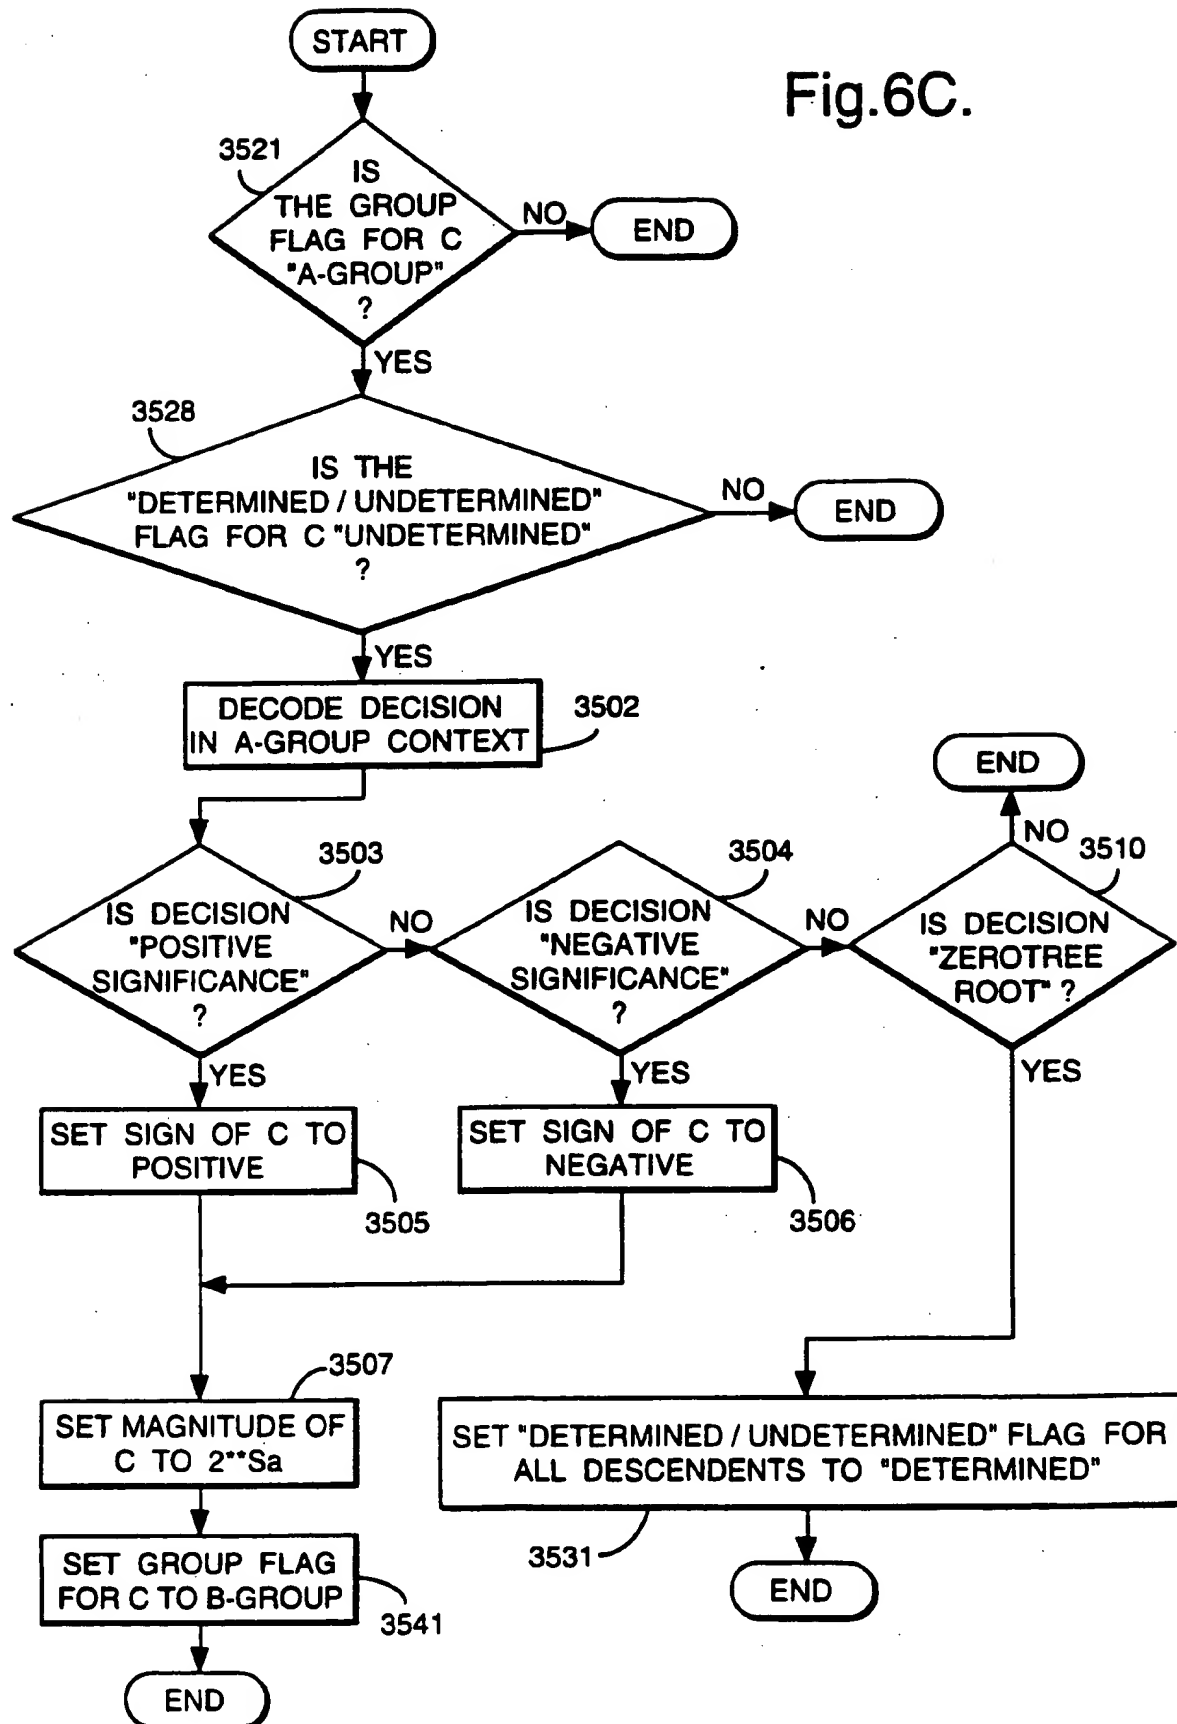 START
Fig.6C.
3521
IS
THE GROUP
FLAG FOR C
"A-GROUP"
?
NO
END
YES
3528
IS THE
"DETERMINED / UNDETERMINED"
FLAG FOR C "UNDETERMINED"
?
NO
END
YES
DECODE DECISION
IN A-GROUP CONTEXT
3502
END
NO
3503
IS DECISION
"POSITIVE
SIGNIFICANCE"
?
NO
3504
IS DECISION
"NEGATIVE
SIGNIFICANCE"
?
NO
3510
IS DECISION
"ZEROTREE
ROOT" ?
YES
YES
YES
SET SIGN OF C TO
POSITIVE
3505
SET SIGN OF C TO
NEGATIVE
3506
3507
SET MAGNITUDE OF
C TO 2**Sa
SET "DETERMINED / UNDETERMINED" FLAG FOR
ALL DESCENDENTS TO "DETERMINED"
3531
END
SET GROUP FLAG
FOR C TO B-GROUP
3541
END